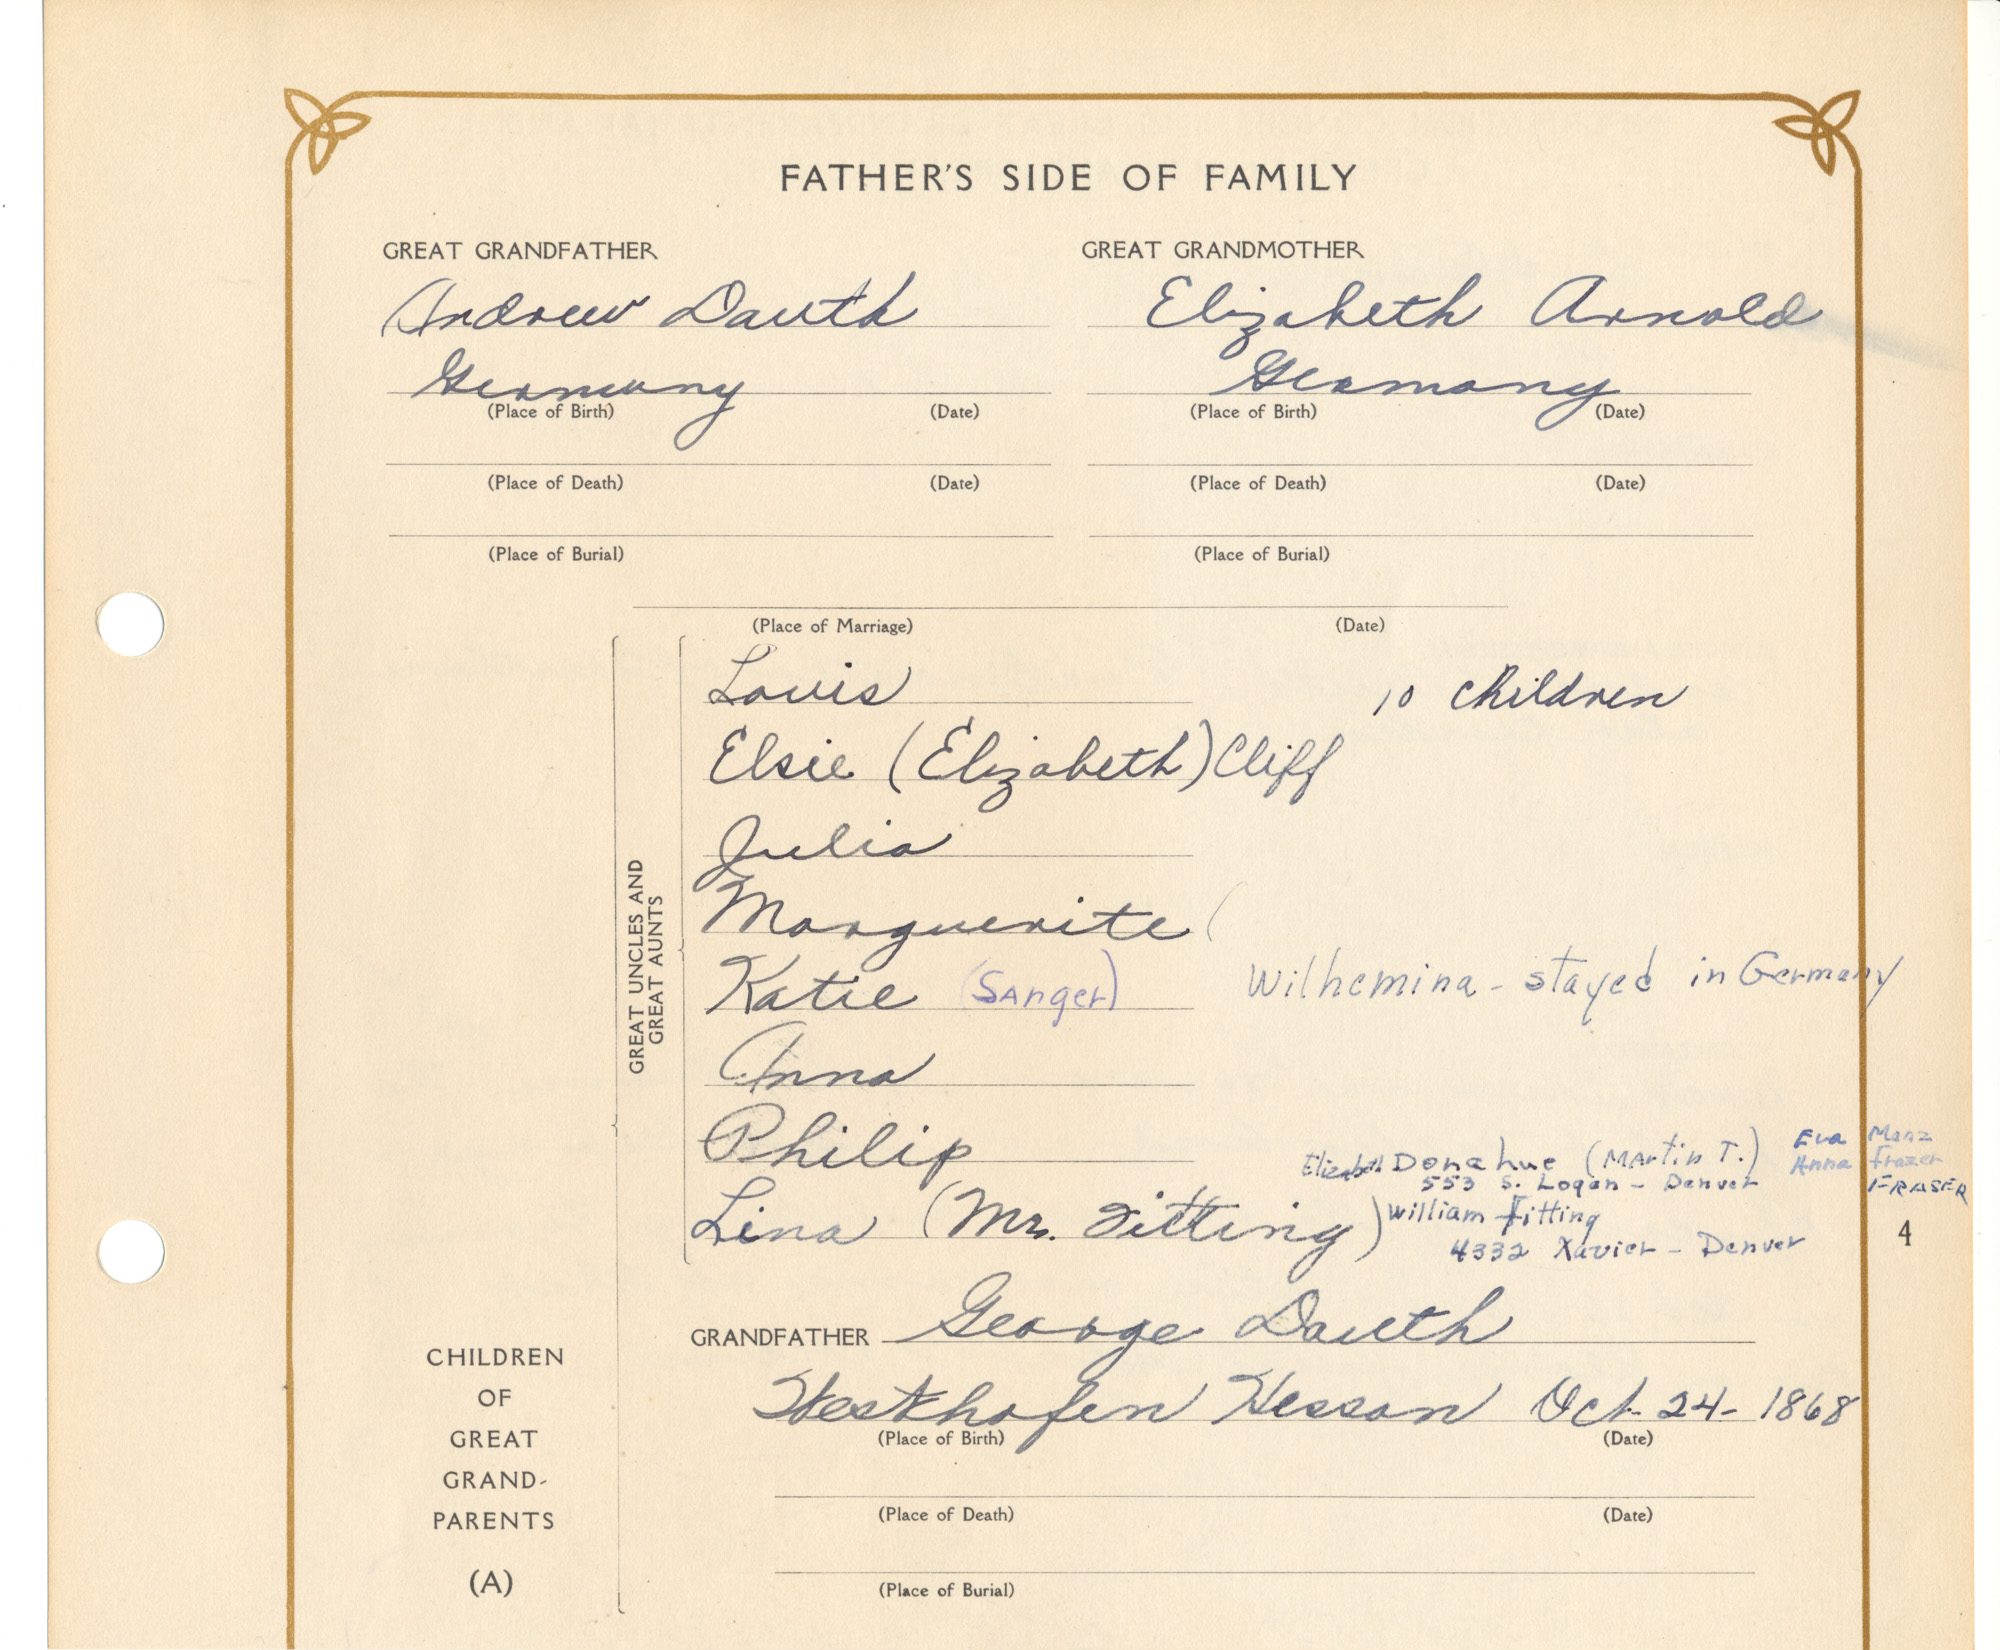 FATHER'S SIDE OF FAMILY
GREAT GRANDFATHER GREAT GRANDMOTHER
Andrew Dauth Elizabeth Arnold
Germany Germany
(Place of Birth) (Date) (Place of Birth) (Date)
(Place of Death) (Date) (Place of Death) (Date)
(Place of Burial) (Place of Burial)
(Place of Marriage) (Date)
GREAT UNCLES AND
GREAT AUNTS
Louis 10 children
Elsie (Elizabeth) Cliff
Julia
Marguerite (
Katie (Sanger) Wilhemina - stayed in Germany
Anna
Philip
Elizabeth Donahue (Martin T.) Eva Manz
553 S. Logan - Denver Anna Frazer
FRASER
Lina (Mr. Fitting) William Fitting
4332 Xavier - Denver
4
GRANDFATHER George Dauth
Westhofen Hessan Oct. 24 - 1868
(Place of Birth) (Date)
(Place of Death) (Date)
(Place of Burial)
CHILDREN
OF
GREAT
GRAND-
PARENTS
(A)